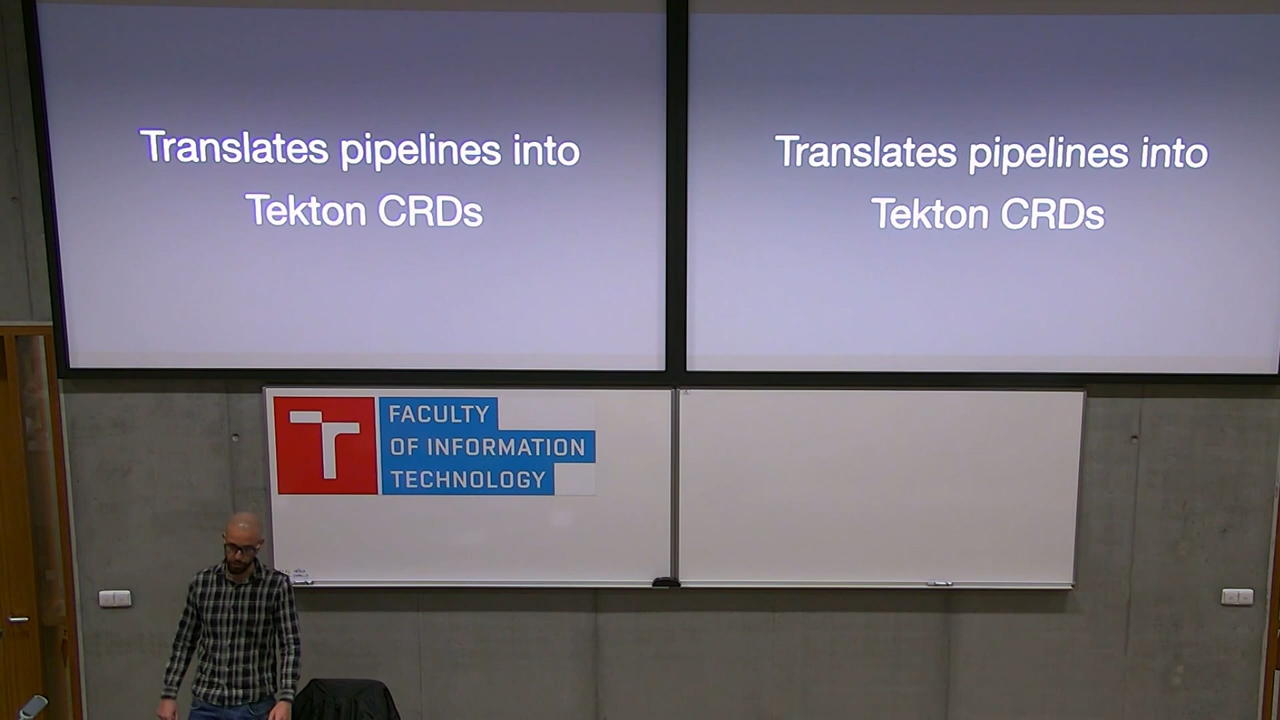 Translates pipelines into
Tekton CRDs
Translates pipelines into
Tekton CRDs
FACULTY
OF INFORMATION
TECHNOLOGY